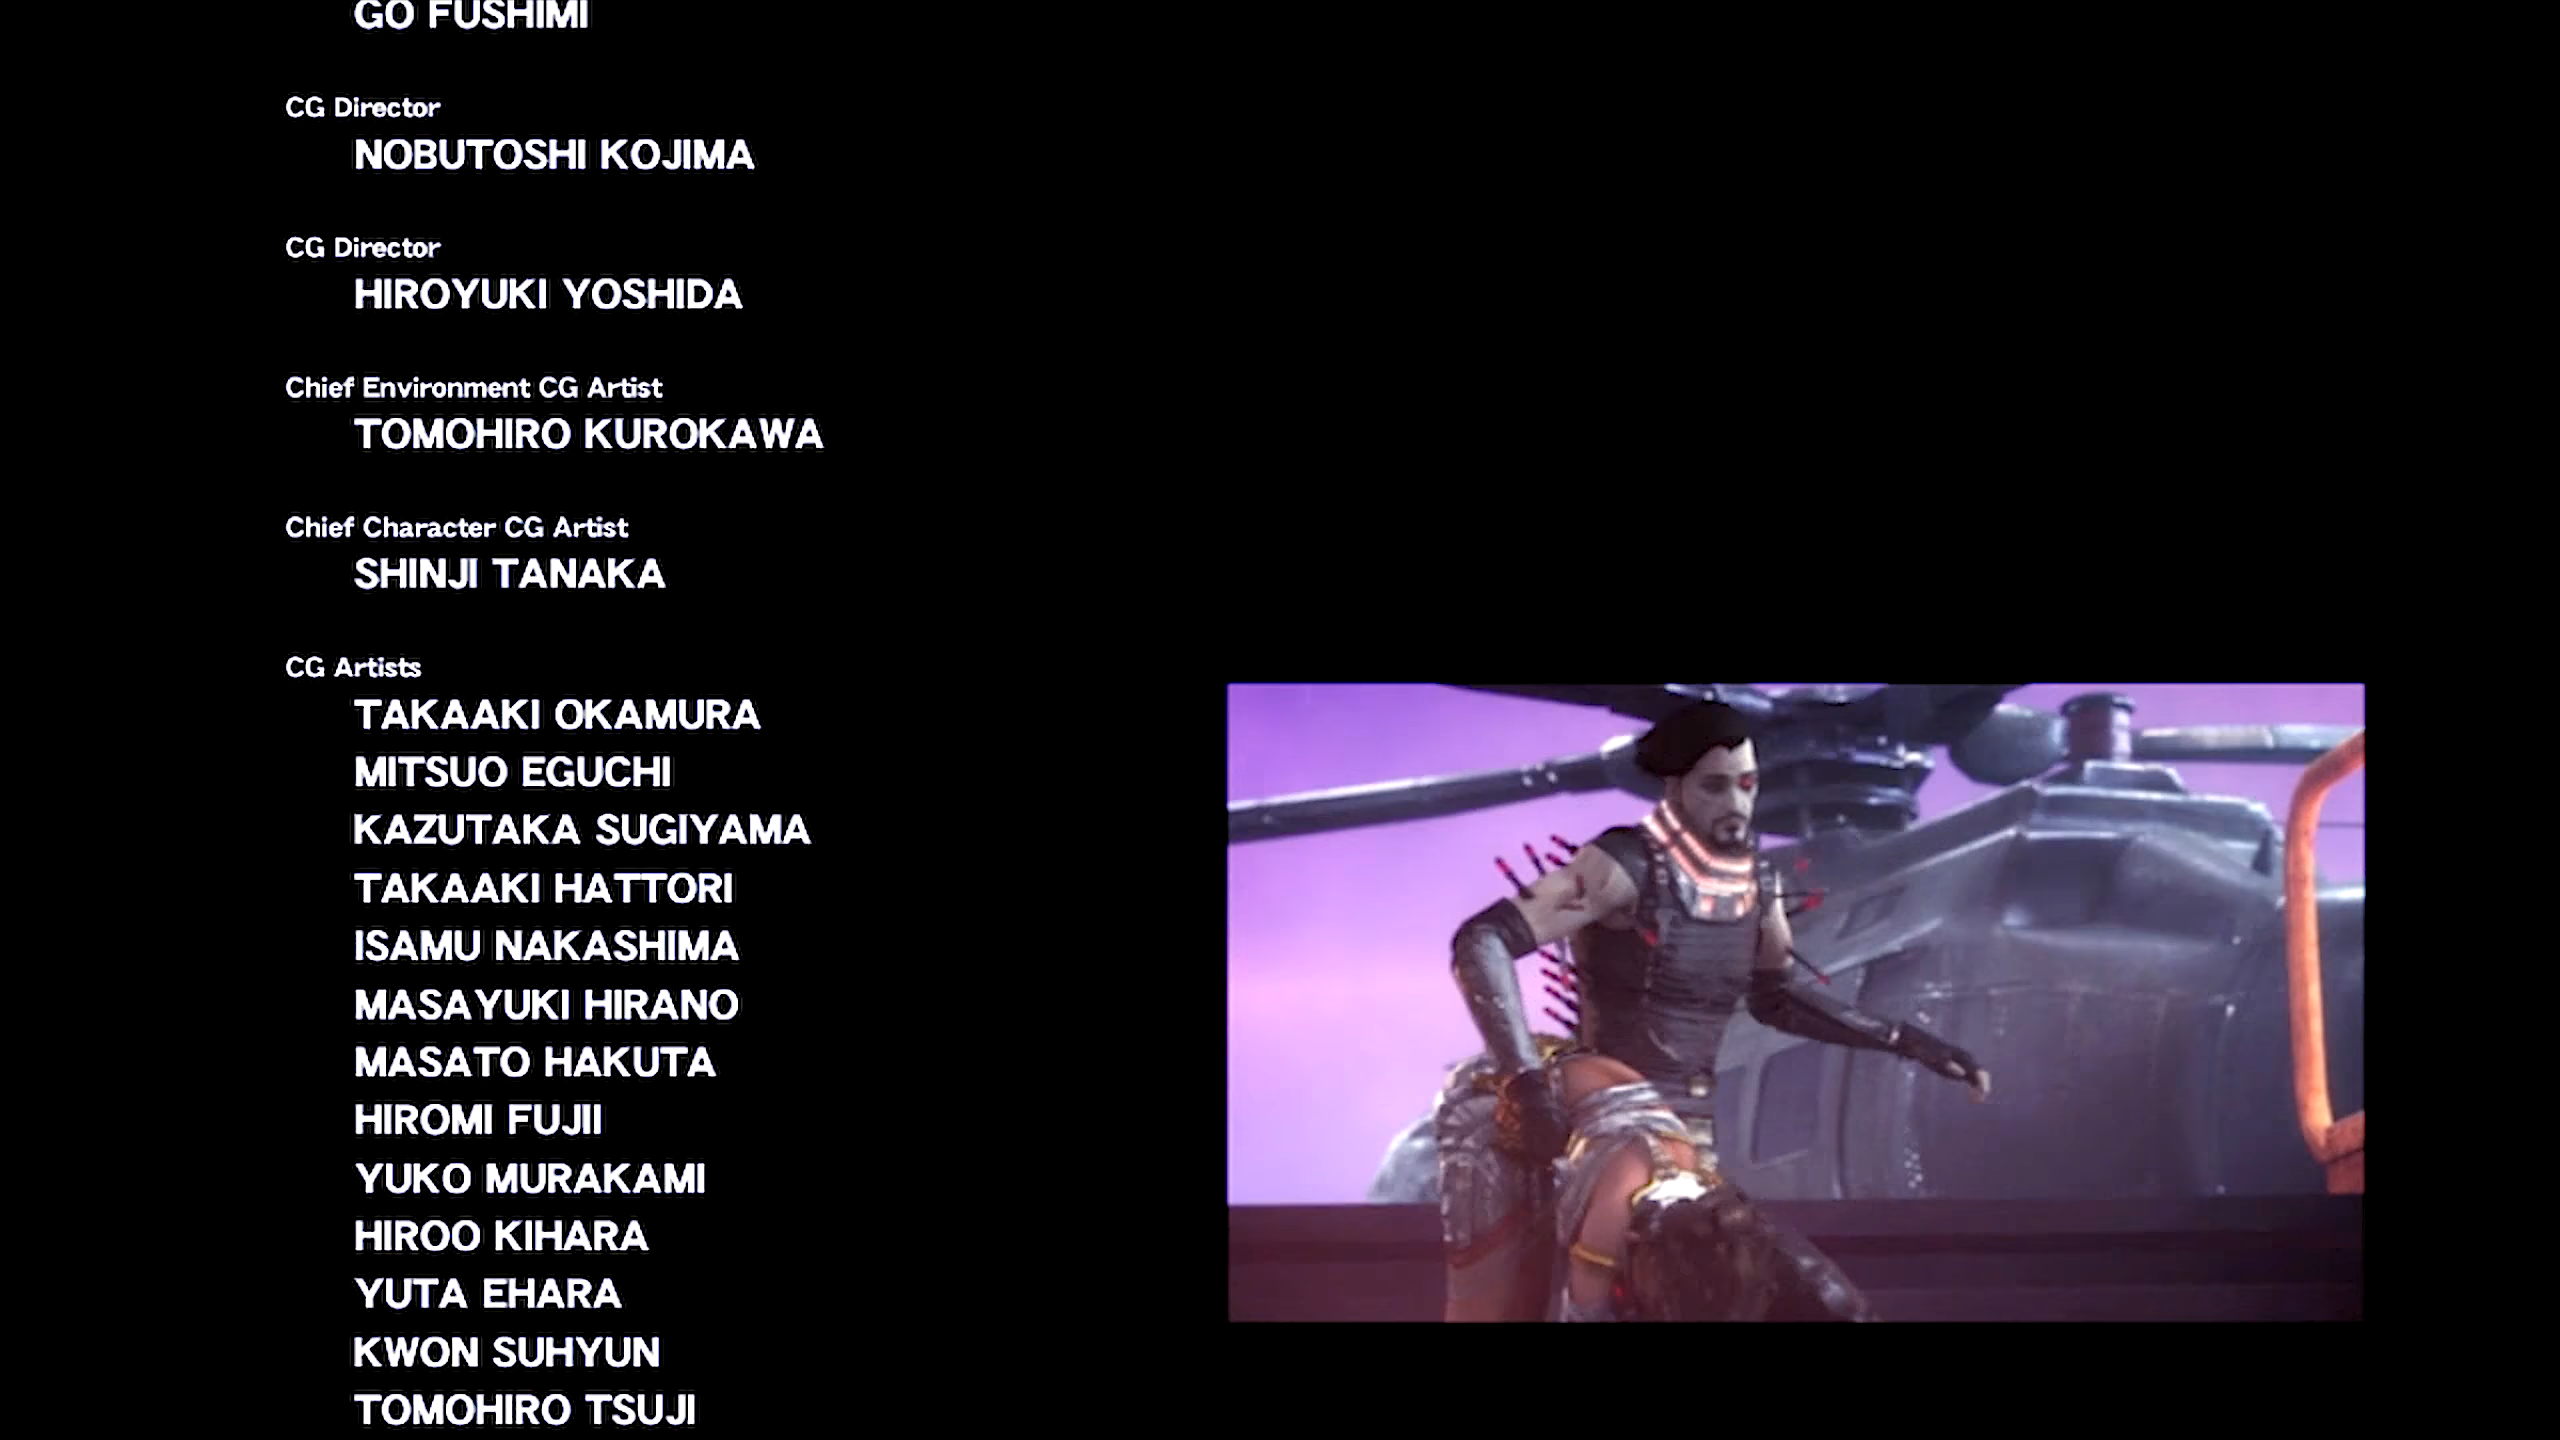 GO FUSHIMI
CG Director
NOBUTOSHI KOJIMA
CG Director
HIROYUKI YOSHIDA
Chief Environment CG Artist
TOMOHIRO KUROKAWA
Chief Character CG Artist
SHINJI TANAKA
CG Artists
TAKAAKI OKAMURA
MITSUO EGUCHI
KAZUTAKA SUGIYAMA
TAKAAKI HATTORI
ISAMU NAKASHIMA
MASAYUKI HIRANO
MASATO HAKUTA
HIROMI FUJII
YUKO MURAKAMI
HIROO KIHARA
YUTA EHARA
KWON SUHYUN
TOMOHIRO TSUJI